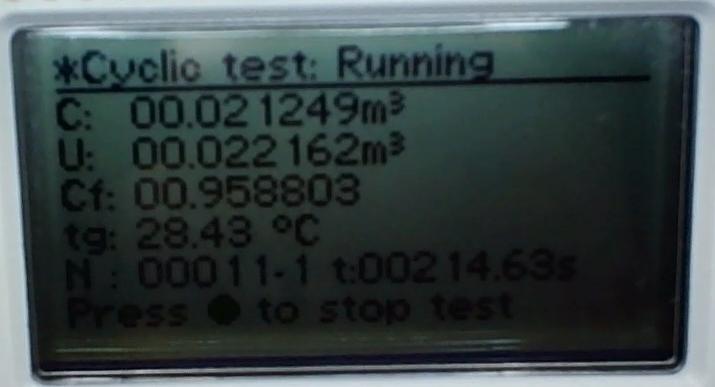 *Cyclic test: Running
C: 00.021249m³
U: 00.022162m³
Cf: 00.958803
tg: 28.43 °C
N : 00011-1 t:00214.63s
Press ● to stop test